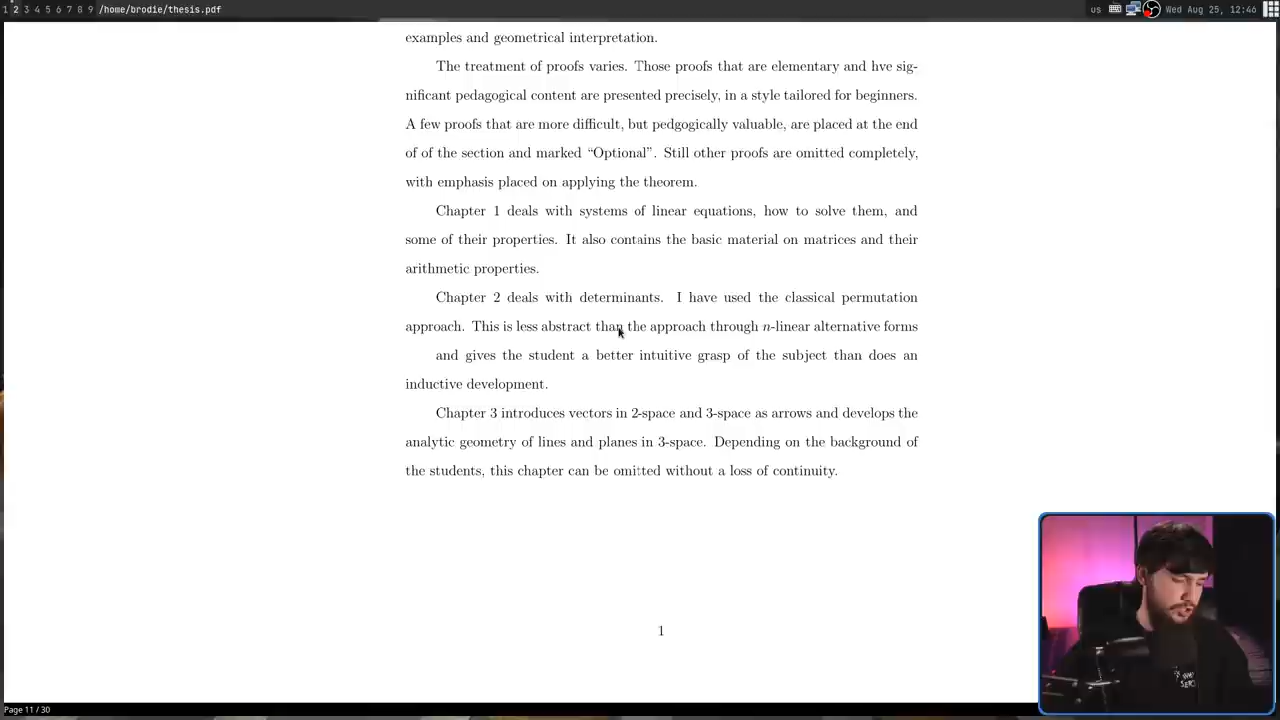 1 2 3 4 5 6 7 8 9 /home/brodie/thesis.pdf
us Wed Aug 25, 12:46
examples and geometrical interpretation.
The treatment of proofs varies. Those proofs that are elementary and hve sig-
nificant pedagogical content are presented precisely, in a style tailored for beginners.
A few proofs that are more difficult, but pedgogically valuable, are placed at the end
of of the section and marked “Optional”. Still other proofs are omitted completely,
with emphasis placed on applying the theorem.
Chapter 1 deals with systems of linear equations, how to solve them, and
some of their properties. It also contains the basic material on matrices and their
arithmetic properties.
Chapter 2 deals with determinants. I have used the classical permutation
approach. This is less abstract than the approach through n-linear alternative forms
and gives the student a better intuitive grasp of the subject than does an
inductive development.
Chapter 3 introduces vectors in 2-space and 3-space as arrows and develops the
analytic geometry of lines and planes in 3-space. Depending on the background of
the students, this chapter can be omitted without a loss of continuity.
1
Page 11 / 30